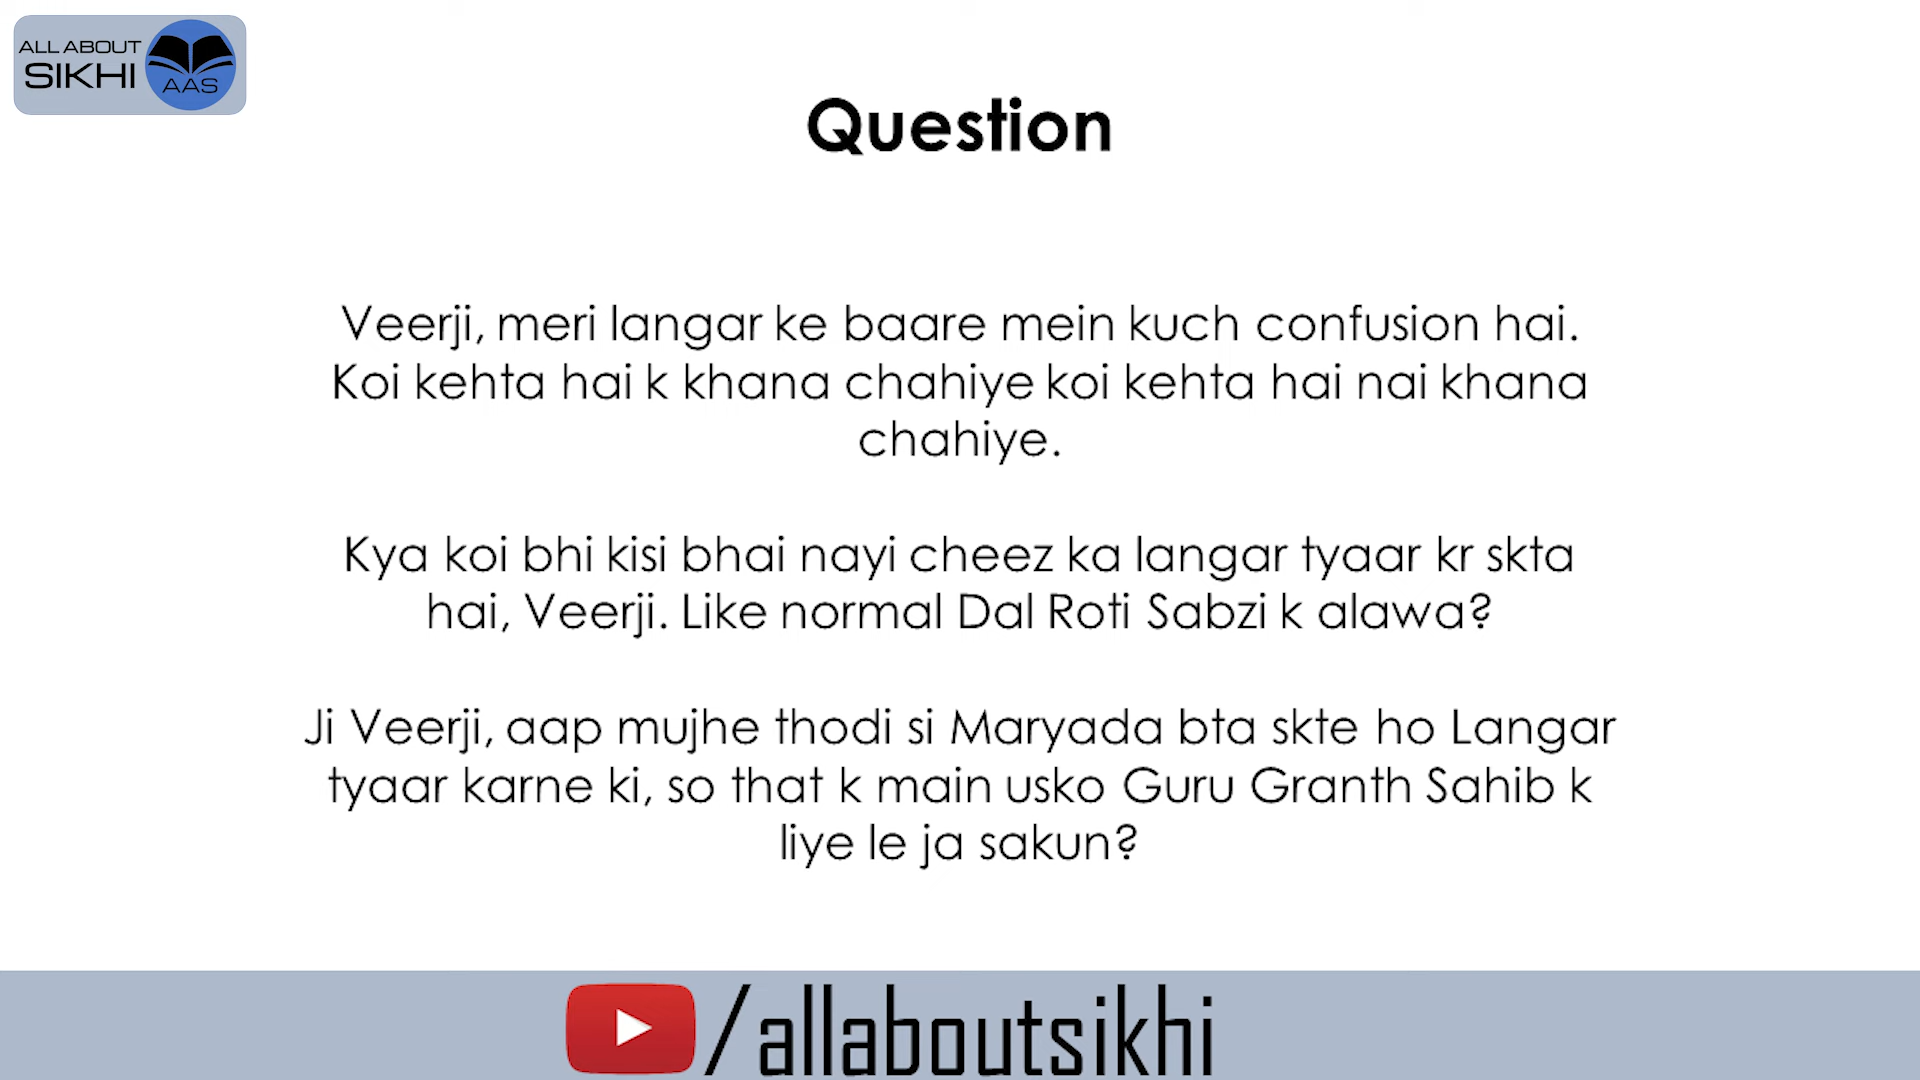 ALL ABOUT
SIKHI
AAS
Question
Veerji, meri langar ke baare mein kuch confusion hai.
Koi kehta hai k khana chahiye koi kehta hai nai khana
chahiye.
Kya koi bhi kisi bhai nayi cheez ka langar tyaar kr skta
hai, Veerji. Like normal Dal Roti Sabzi k alawa?
Ji Veerji, aap mujhe thodi si Maryada bta skte ho Langar
tyaar karne ki, so that k main usko Guru Granth Sahib k
liye le ja sakun?
/allaboutsikhi